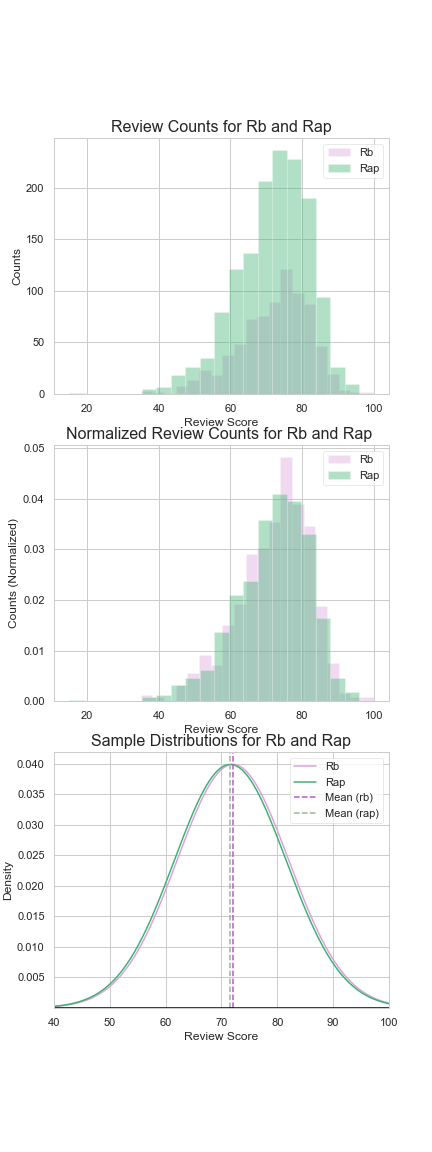 Review Counts for Rb and Rap
Rb
Rap
Counts
200
150
100
50
0
20 40 60 80 100
Review Score
Normalized Review Counts for Rb and Rap
Rb
Rap
Counts (Normalized)
0.05
0.04
0.03
0.02
0.01
0.00
20 40 60 80 100
Review Score
Sample Distributions for Rb and Rap
Rb
Rap
Mean (rb)
Mean (rap)
Density
0.040
0.035
0.030
0.025
0.020
0.015
0.010
0.005
40 50 60 70 80 90 100
Review Score